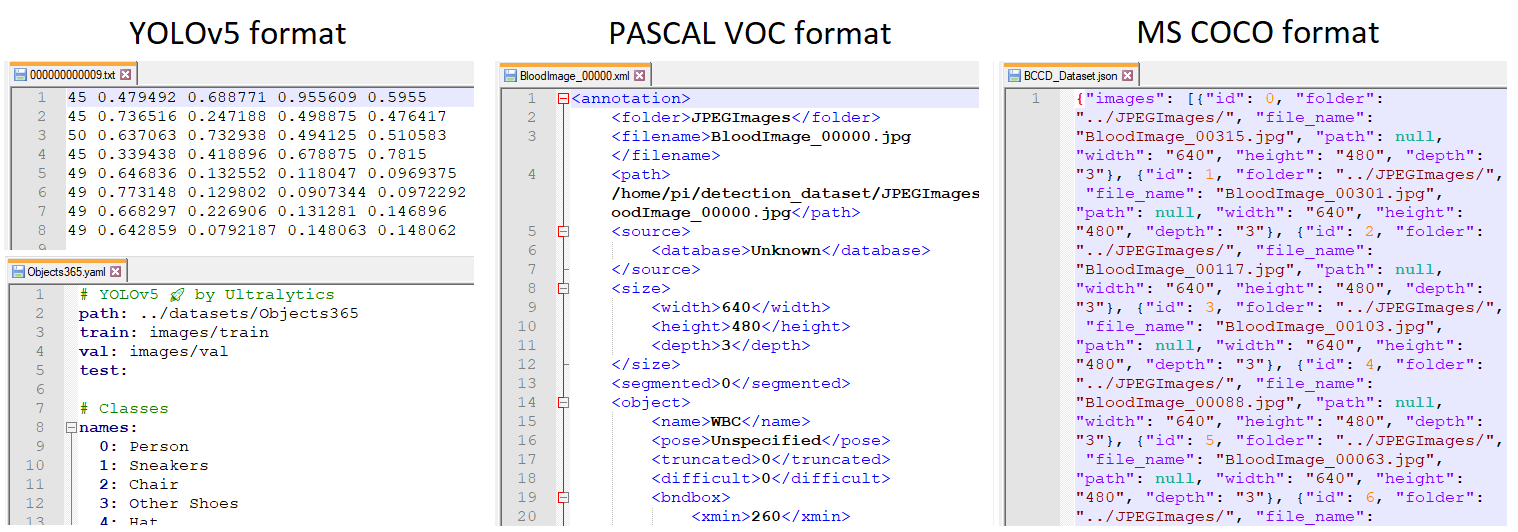 YOLOv5 format
000000000009.txt
1 45 0.479492 0.688771 0.955609 0.5955
2 45 0.736516 0.247188 0.498875 0.476417
3 50 0.637063 0.732938 0.494125 0.510583
4 45 0.339438 0.418896 0.678875 0.7815
5 49 0.646836 0.132552 0.118047 0.0969375
6 49 0.773148 0.129802 0.0907344 0.0972292
7 49 0.668297 0.226906 0.131281 0.146896
8 49 0.642859 0.0792187 0.148063 0.148062
9
Objects365.yaml
1 # YOLOv5 🚀 by Ultralytics
2 path: ../datasets/Objects365
3 train: images/train
4 val: images/val
5 test:
6
7 # Classes
8 names:
9 0: Person
10 1: Sneakers
11 2: Chair
12 3: Other Shoes
13 4: Hat
PASCAL VOC format
BloodImage_00000.xml
1 <annotation>
2 <folder>JPEGImages</folder>
3 <filename>BloodImage_00000.jpg
</filename>
4 <path>
/home/pi/detection_dataset/JPEGImages
oodImage_00000.jpg</path>
5 <source>
6 <database>Unknown</database>
7 </source>
8 <size>
9 <width>640</width>
10 <height>480</height>
11 <depth>3</depth>
12 </size>
13 <segmented>0</segmented>
14 <object>
15 <name>WBC</name>
16 <pose>Unspecified</pose>
17 <truncated>0</truncated>
18 <difficult>0</difficult>
19 <bndbox>
20 <xmin>260</xmin>
MS COCO format
BCCD_Dataset.json
1 {"images": [{"id": 0, "folder":
"../JPEGImages/", "file_name":
"BloodImage_00315.jpg", "path": null,
"width": "640", "height": "480", "depth":
"3"}, {"id": 1, "folder": "../JPEGImages/",
"file_name": "BloodImage_00301.jpg",
"path": null, "width": "640", "height":
"480", "depth": "3"}, {"id": 2, "folder":
"../JPEGImages/", "file_name":
"BloodImage_00117.jpg", "path": null,
"width": "640", "height": "480", "depth":
"3"}, {"id": 3, "folder": "../JPEGImages/",
"file_name": "BloodImage_00103.jpg",
"path": null, "width": "640", "height":
"480", "depth": "3"}, {"id": 4, "folder":
"../JPEGImages/", "file_name":
"BloodImage_00088.jpg", "path": null,
"width": "640", "height": "480", "depth":
"3"}, {"id": 5, "folder": "../JPEGImages/",
"file_name": "BloodImage_00063.jpg",
"path": null, "width": "640", "height":
"480", "depth": "3"}, {"id": 6, "folder":
"../JPEGImages/", "file_name":